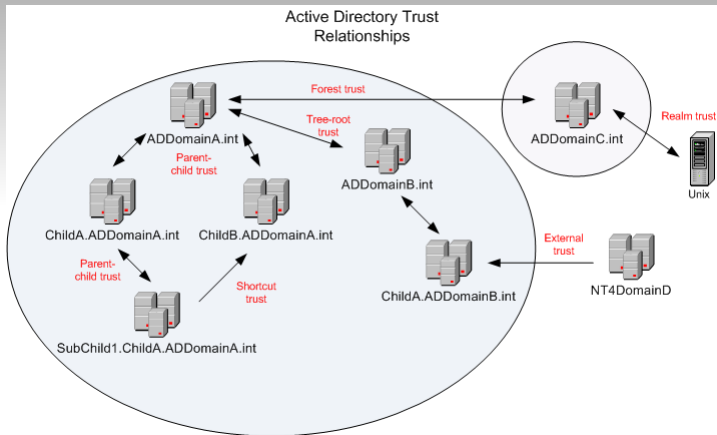 Active Directory Trust
Relationships
Forest trust
ADDomainA.int
Tree-root
trust
ADDomainC.int
Realm trust
Unix
Parent-
child trust
ADDomainB.int
ChildA.ADDomainA.int
ChildB.ADDomainA.int
Parent-
child trust
Shortcut
trust
External
trust
ChildA.ADDomainB.int
NT4DomainD
SubChild1.ChildA.ADDomainA.int